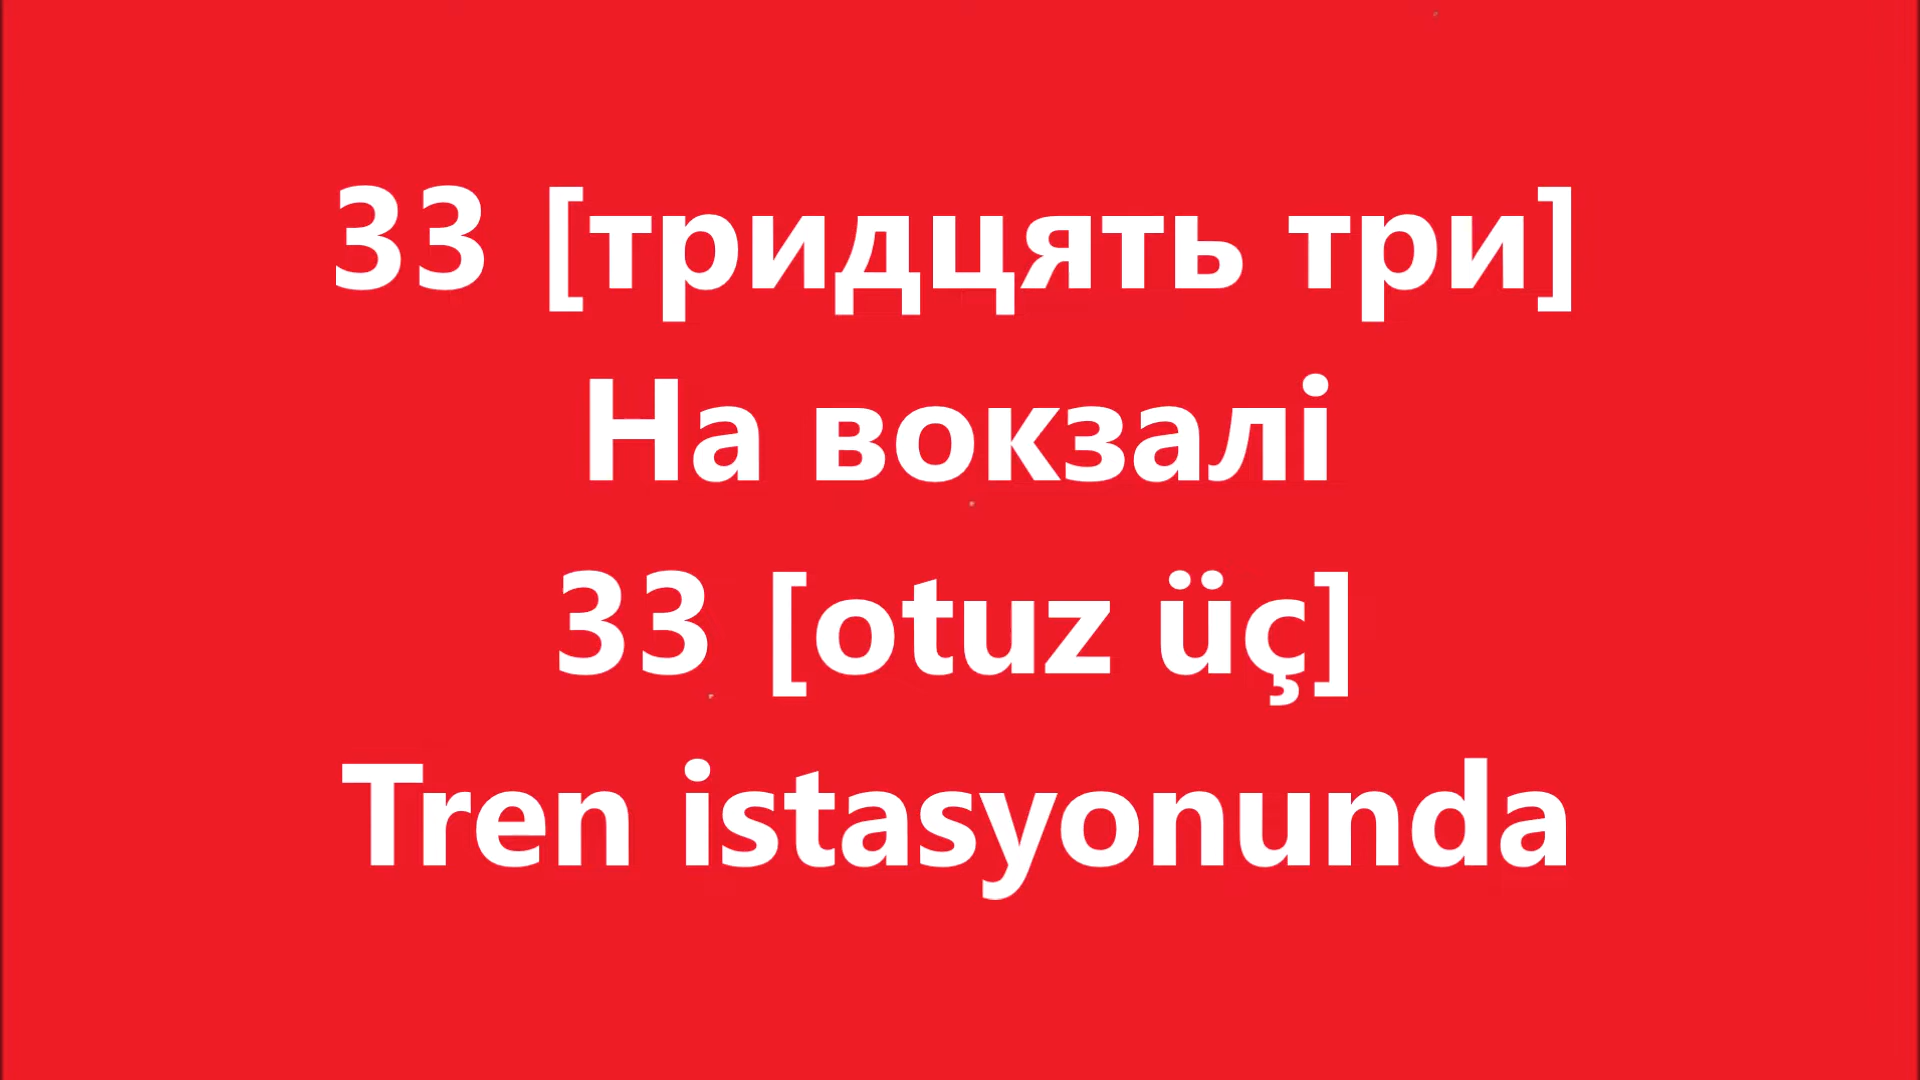 33 [тридцять три]
На вокзалі
33 [otuz üç]
Tren istasyonunda